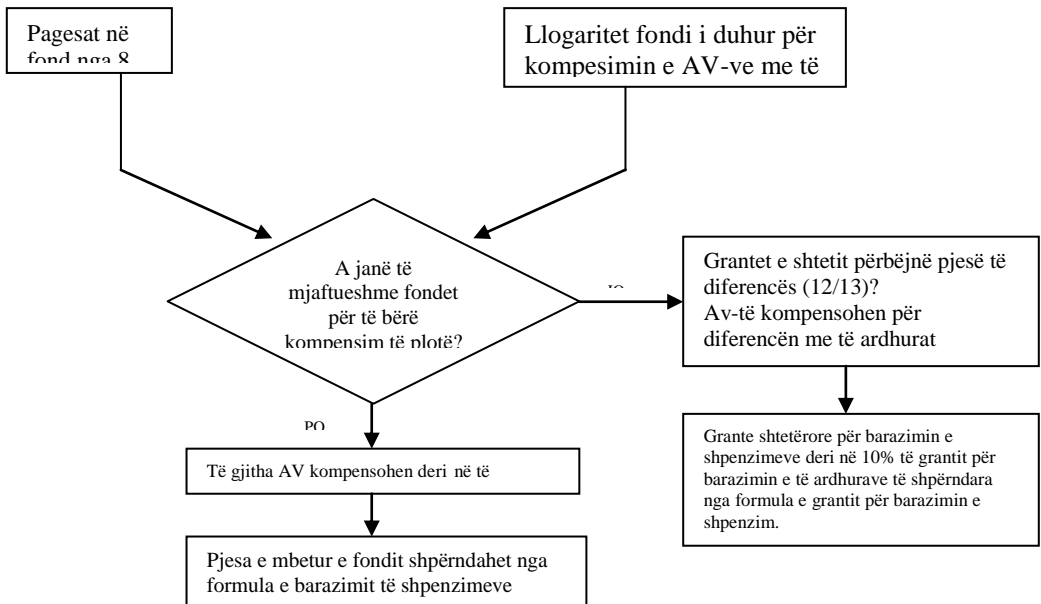 Pagesat në
fond nga 8
Llogaritet fondi i duhur për
kompesimin e AV-ve me të
A janë të
mjaftueshme fondet
për të bërë
kompensim të plotë?
JO
Grantet e shtetit përbëjnë pjesë të
diferencës (12/13)?
Av-të kompensohen për
diferencën me të ardhurat
PO
Të gjitha AV kompensohen deri në të
Grante shtetërore për barazimin e
shpenzimeve deri në 10% të grantit për
barazimin e të ardhurave të shpërndara
nga formula e grantit për barazimin e
shpenzim.
Pjesa e mbetur e fondit shpërndahet nga
formula e barazimit të shpenzimeve